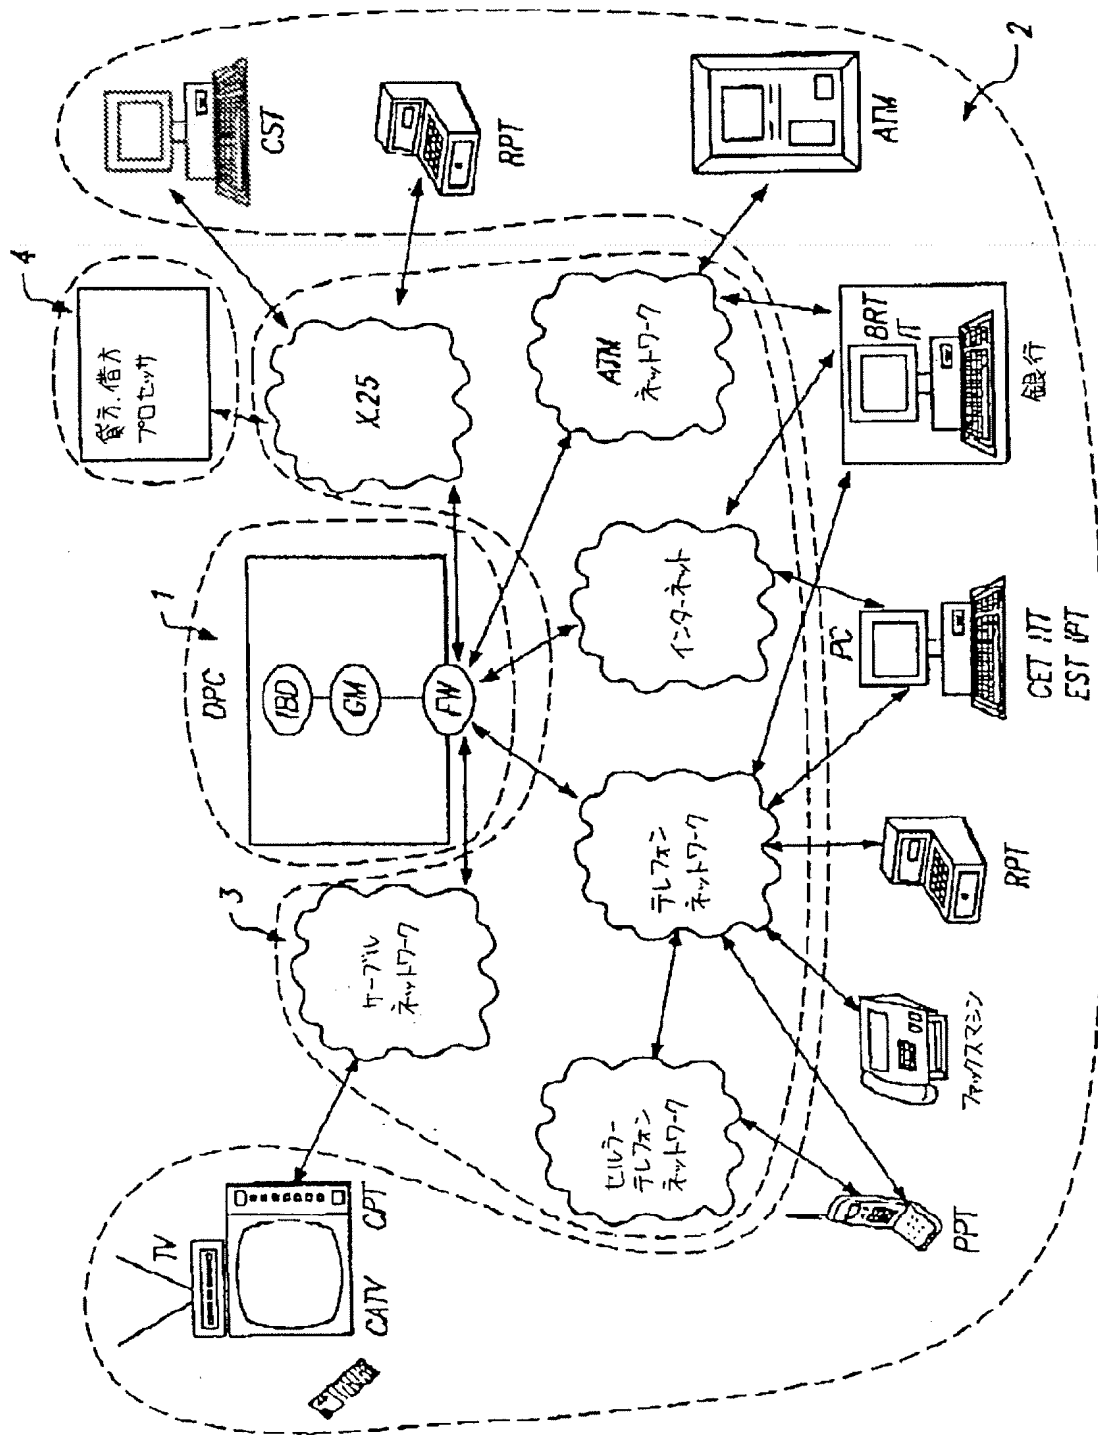 4
貸方、借方
プロセッサ
CST
RPT
1
DPC
IBD
GM
FW
X.25
3
ケーブル
ネットワーク
TV
CATV
CPT
ATM
ネットワーク
ATM
2
インターネット
テレフォン
ネットワーク
セルラー
テレフォン
ネットワーク
BRT
IT
銀行
PC
CET ITT
EST IPT
RPT
ファックスマシン
PPT